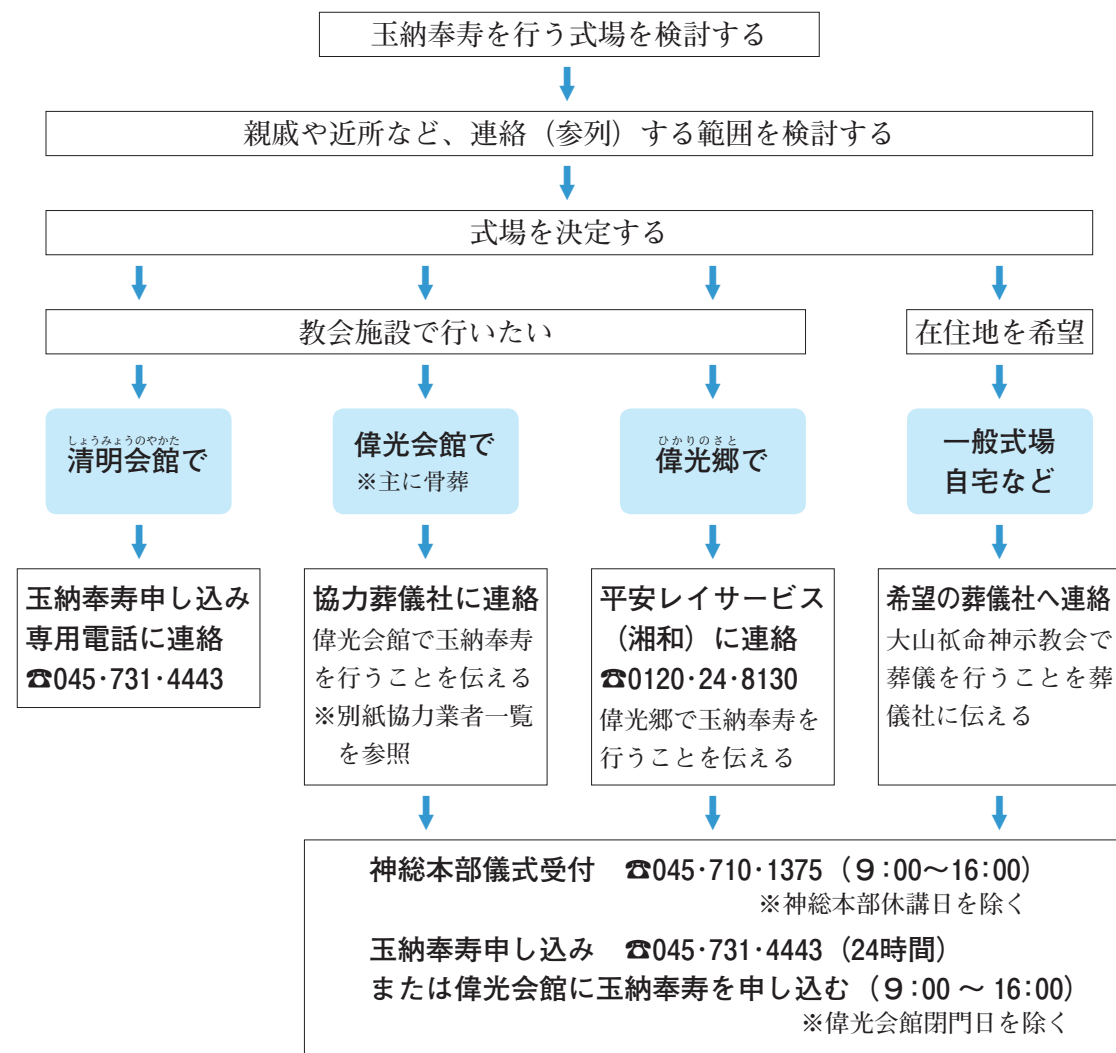 玉納奉寿を行う式場を検討する
親戚や近所など、連絡（参列）する範囲を検討する
式場を決定する
教会施設で行いたい
在住地を希望
しょうみょうのやかた
清明会館で
偉光会館で
※主に骨葬
ひかりのさと
偉光郷で
一般式場
自宅など
玉納奉寿申し込み
専用電話に連絡
☎045･731･4443
協力葬儀社に連絡
偉光会館で玉納奉寿
を行うことを伝える
※別紙協力業者一覧
を参照
平安レイサービス
（湘和）に連絡
☎0120･24･8130
偉光郷で玉納奉寿を
行うことを伝える
希望の葬儀社へ連絡
大山祇命神示教会で
葬儀を行うことを葬
儀社に伝える
神総本部儀式受付　☎045･710･1375（9:00～16:00）
※神総本部休講日を除く
玉納奉寿申し込み　☎045･731･4443（24時間）
または偉光会館に玉納奉寿を申し込む（9:00 ～ 16:00）
※偉光会館閉門日を除く